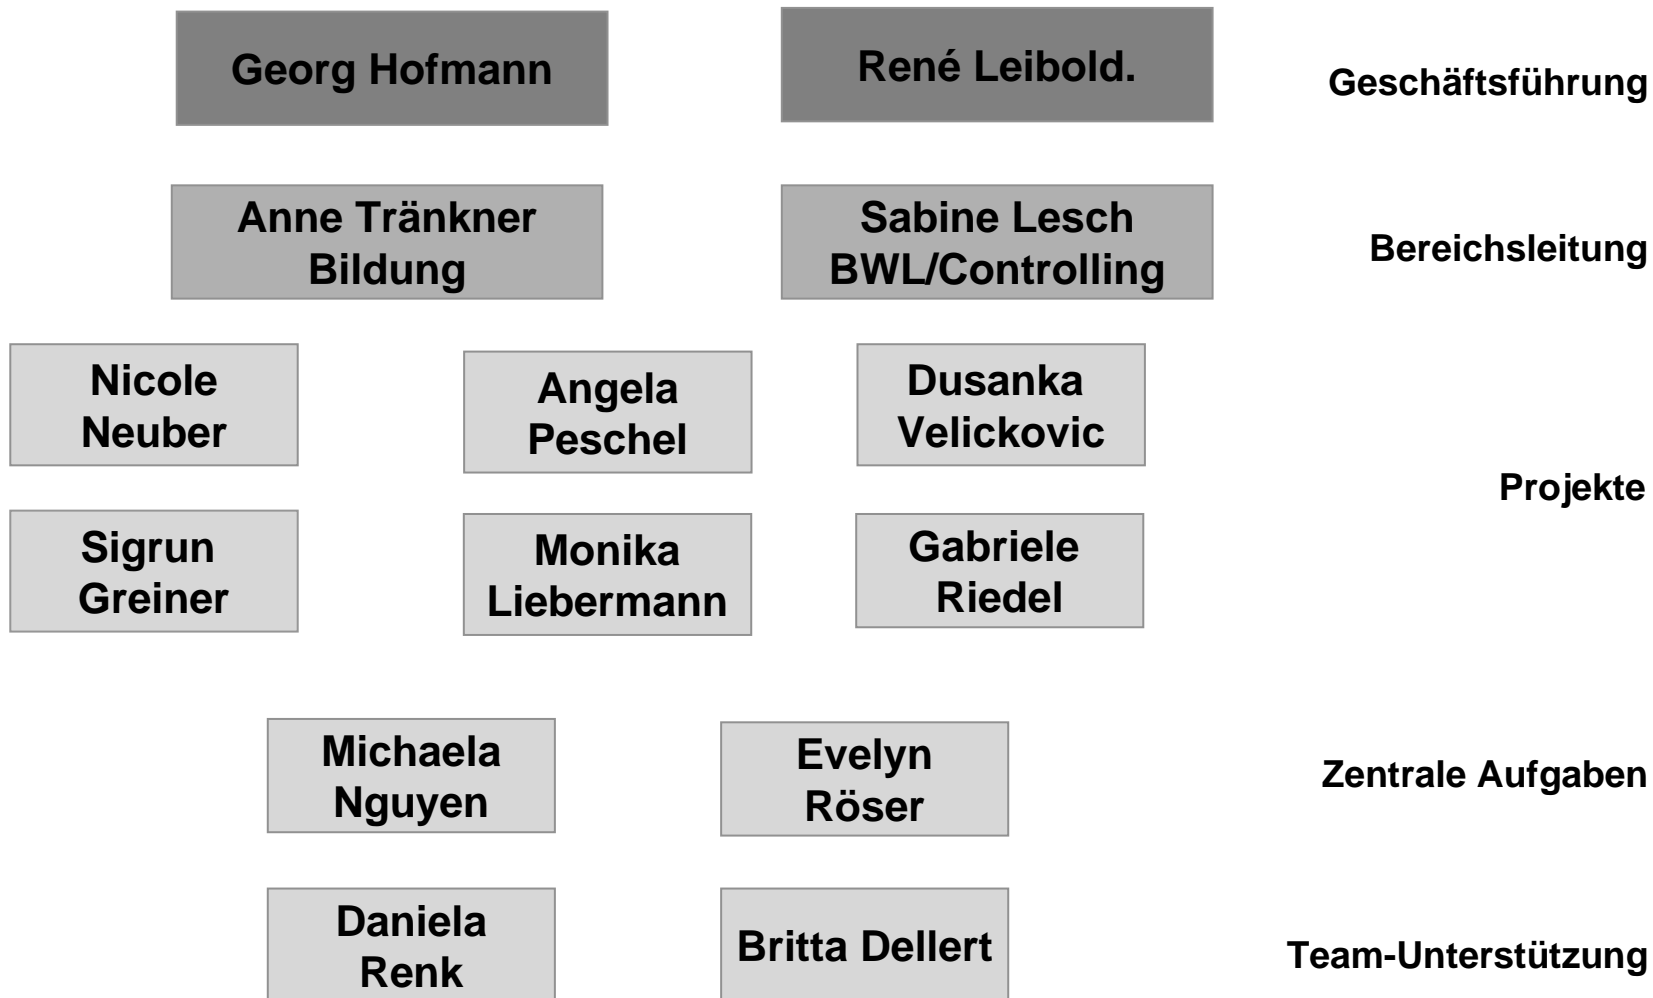 Georg Hofmann
René Leibold.
Geschäftsführung
Anne Tränkner
Bildung
Sabine Lesch
BWL/Controlling
Bereichsleitung
Nicole
Neuber
Angela
Peschel
Dusanka
Velickovic
Projekte
Sigrun
Greiner
Monika
Liebermann
Gabriele
Riedel
Michaela
Nguyen
Evelyn
Röser
Zentrale Aufgaben
Daniela
Renk
Britta Dellert
Team-Unterstützung